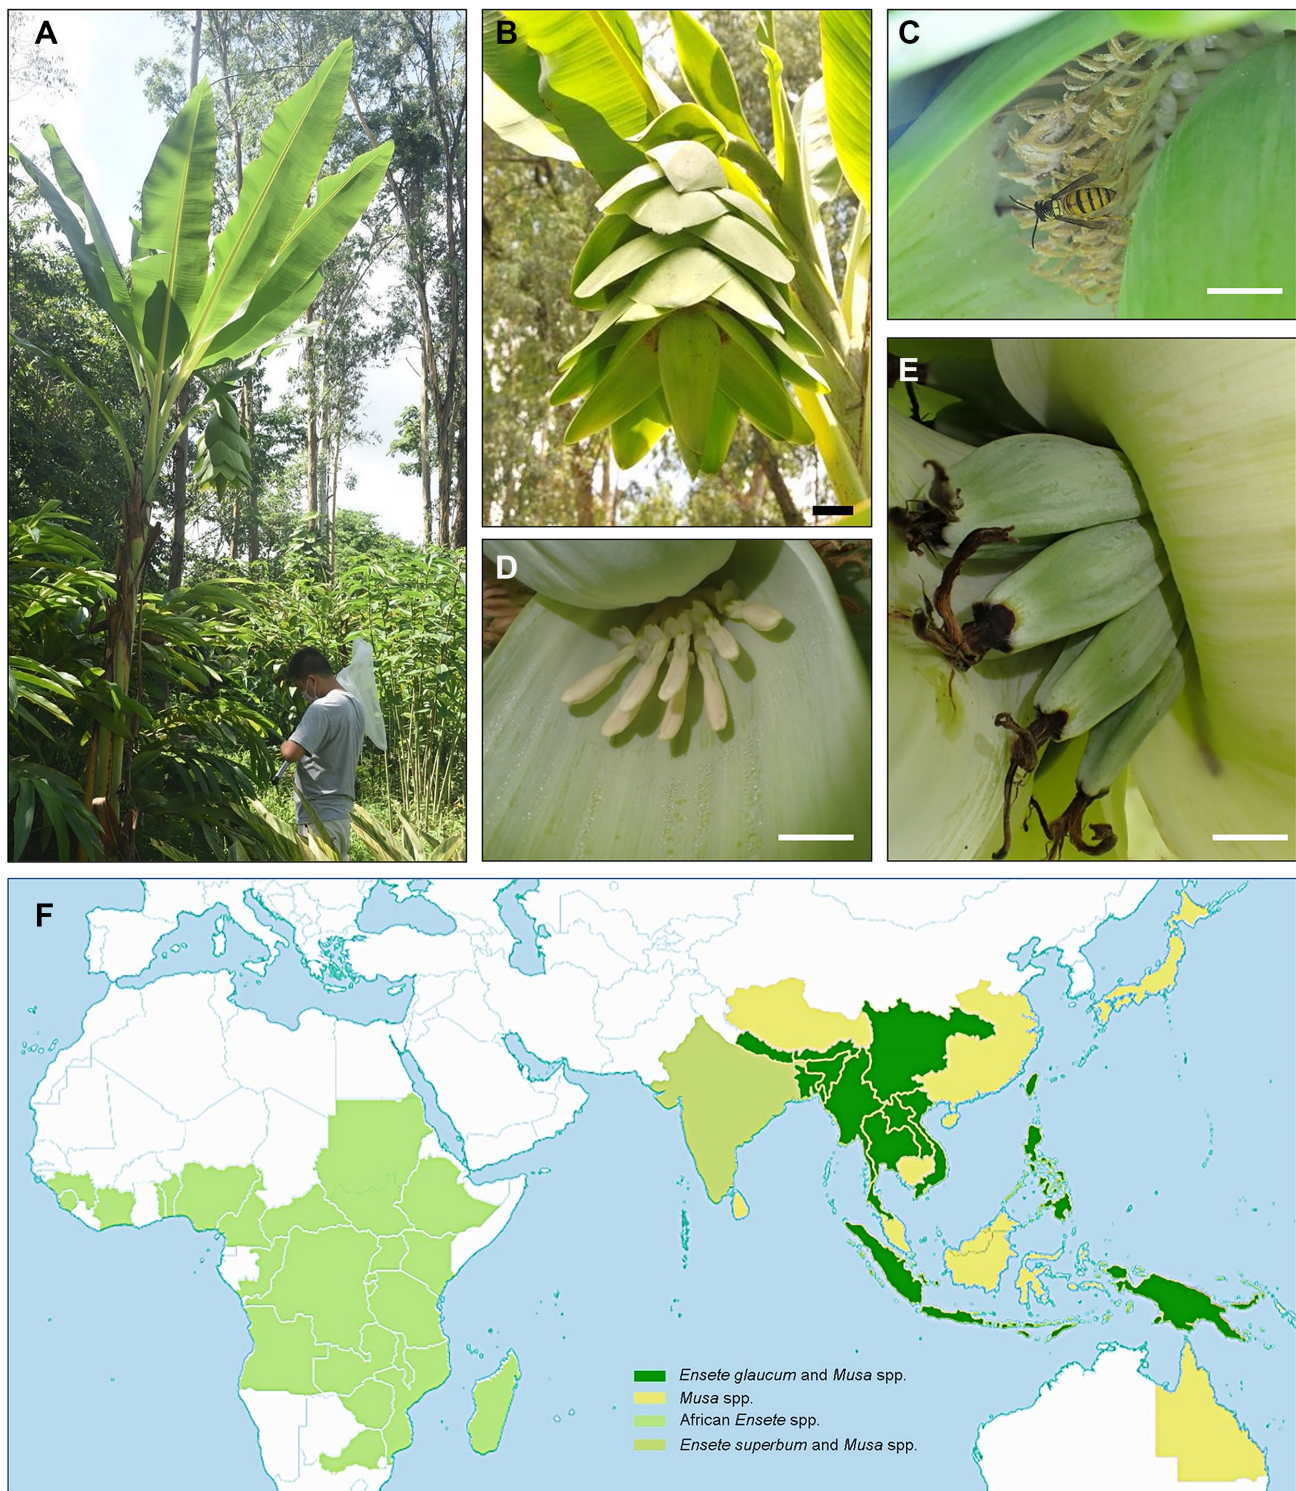 A
B
C
D
E
F
Ensete glaucum and Musa spp.
Musa spp.
African Ensete spp.
Ensete superbum and Musa spp.